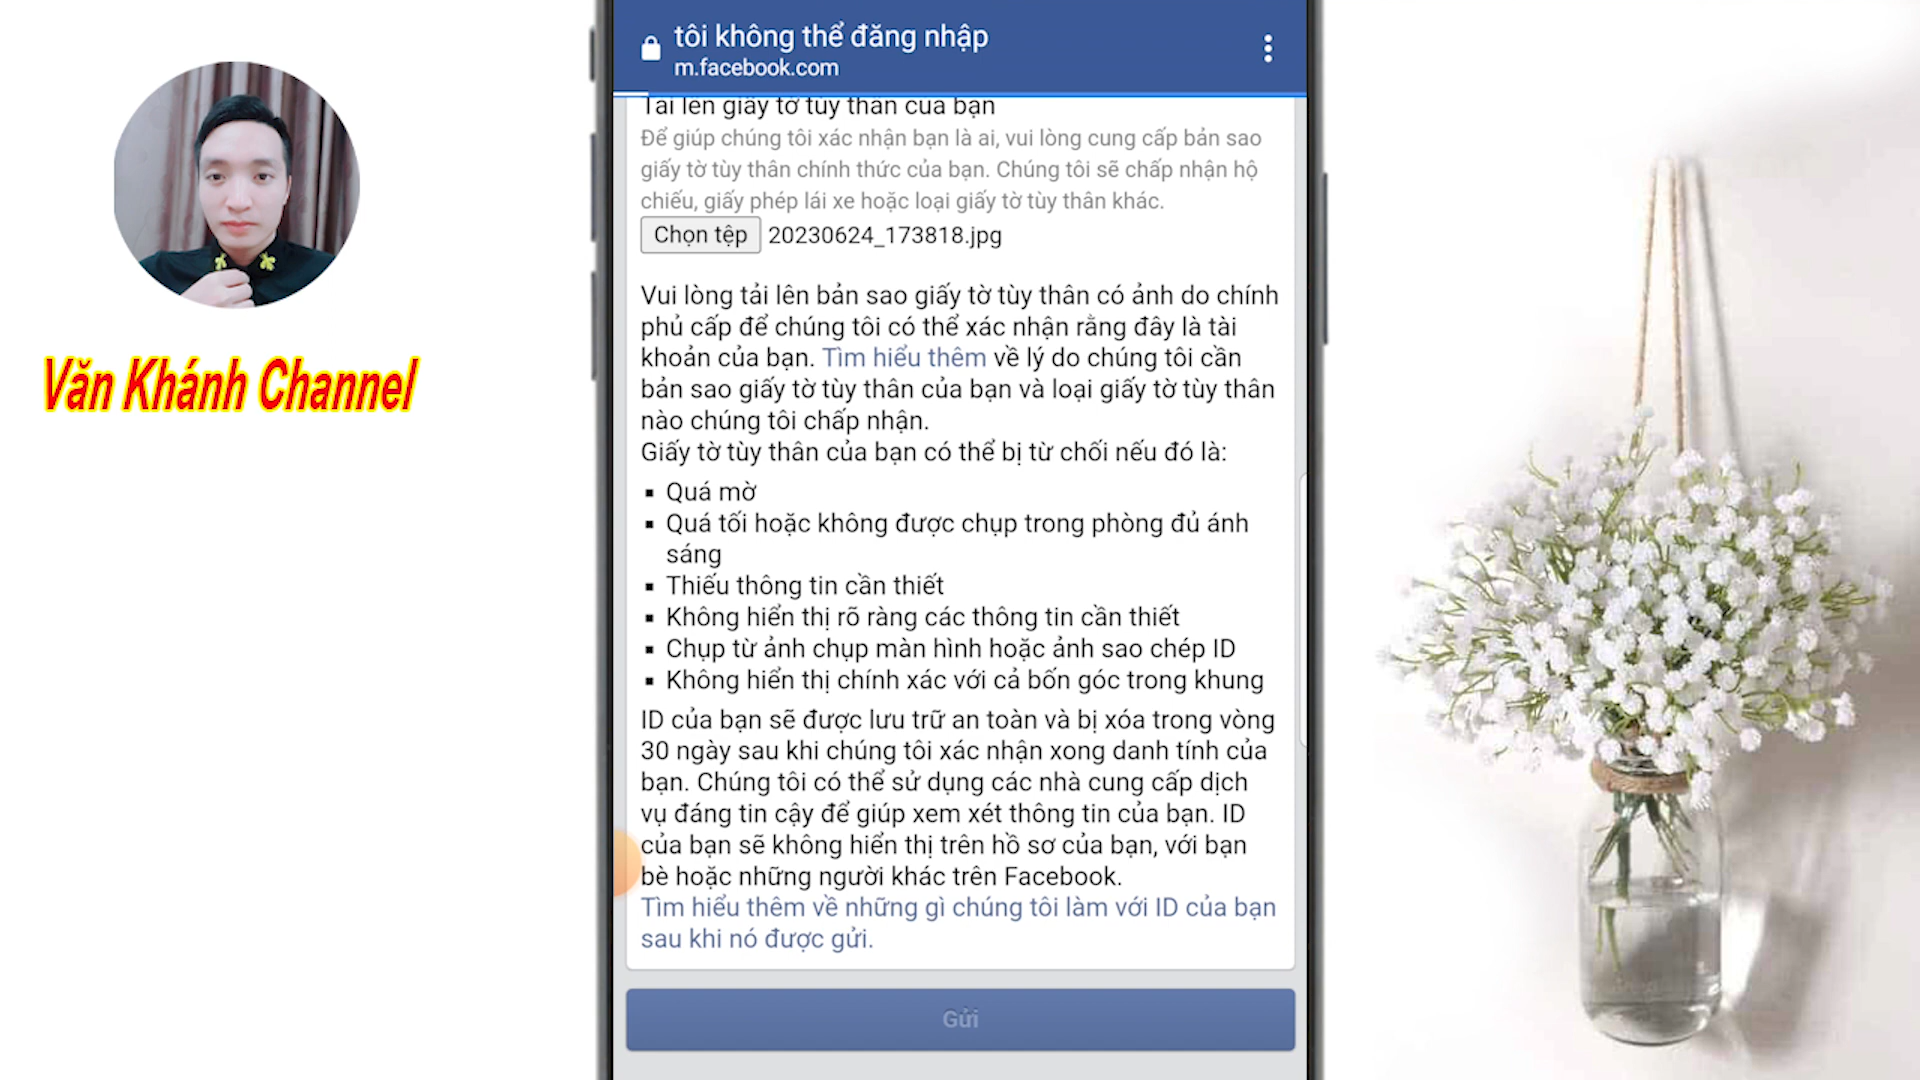 Văn Khánh Channel
tôi không thể đăng nhập
m.facebook.com
Tải lên giấy tờ tùy thân của bạn
Để giúp chúng tôi xác nhận bạn là ai, vui lòng cung cấp bản sao
giấy tờ tùy thân chính thức của bạn. Chúng tôi sẽ chấp nhận hộ
chiếu, giấy phép lái xe hoặc loại giấy tờ tùy thân khác.
Chọn tệp 20230624_173818.jpg
Vui lòng tải lên bản sao giấy tờ tùy thân có ảnh do chính
phủ cấp để chúng tôi có thể xác nhận rằng đây là tài
khoản của bạn. Tìm hiểu thêm về lý do chúng tôi cần
bản sao giấy tờ tùy thân của bạn và loại giấy tờ tùy thân
nào chúng tôi chấp nhận.
Giấy tờ tùy thân của bạn có thể bị từ chối nếu đó là:
▪ Quá mờ
▪ Quá tối hoặc không được chụp trong phòng đủ ánh
sáng
▪ Thiếu thông tin cần thiết
▪ Không hiển thị rõ ràng các thông tin cần thiết
▪ Chụp từ ảnh chụp màn hình hoặc ảnh sao chép ID
▪ Không hiển thị chính xác với cả bốn góc trong khung
ID của bạn sẽ được lưu trữ an toàn và bị xóa trong vòng
30 ngày sau khi chúng tôi xác nhận xong danh tính của
bạn. Chúng tôi có thể sử dụng các nhà cung cấp dịch
vụ đáng tin cậy để giúp xem xét thông tin của bạn. ID
của bạn sẽ không hiển thị trên hồ sơ của bạn, với bạn
bè hoặc những người khác trên Facebook.
Tìm hiểu thêm về những gì chúng tôi làm với ID của bạn
sau khi nó được gửi.
Gửi